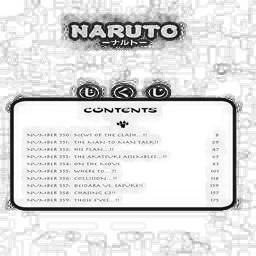 NARUTO
ーナルトー
もくじ
CONTENTS
NUMBER 350: NEWS OF THE CLASH...!! 8
NUMBER 351: THE MAN-TO-MAN TALK!! 29
NUMBER 352: HIS PLAN...!! 47
NUMBER 353: THE AKATSUKI ASSEMBLES...!! 65
NUMBER 354: ON THE MOVE 83
NUMBER 355: WHERE TO...?! 101
NUMBER 356: COLLISION...!! 118
NUMBER 357: DEIDARA VS. SASUKE!! 139
NUMBER 358: CHASING C2!! 157
NUMBER 359: THOSE EYES...!! 175